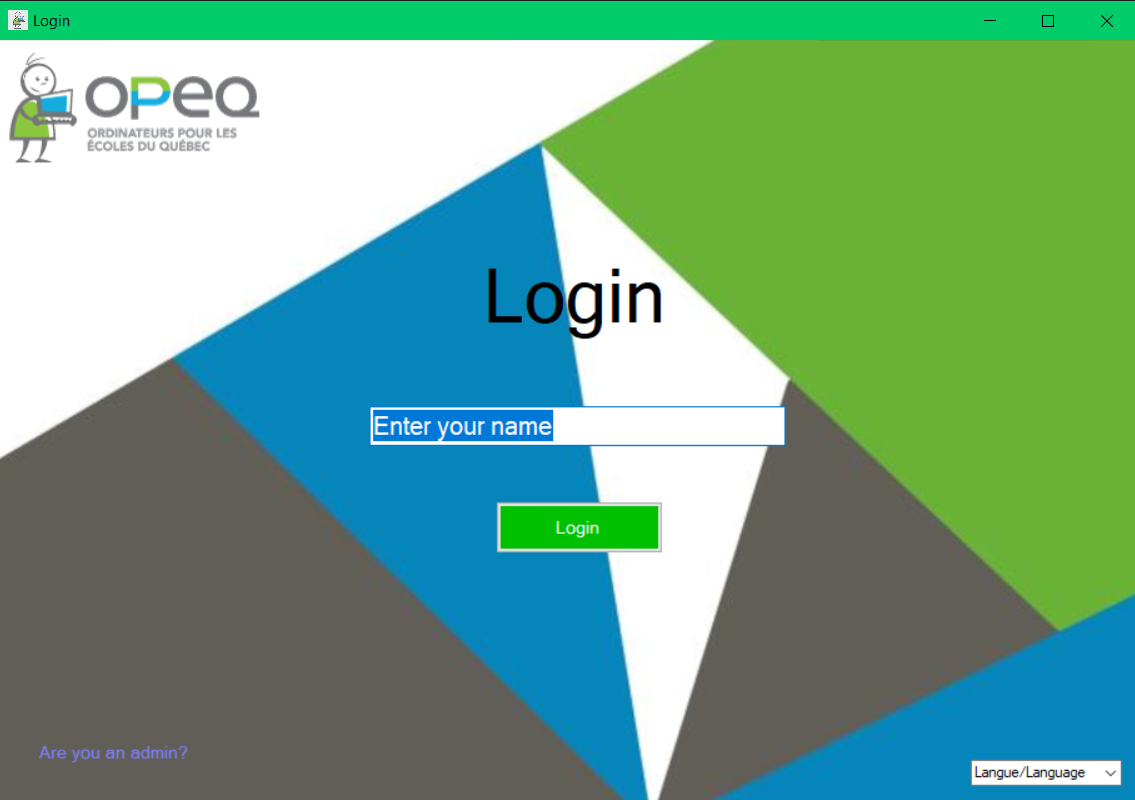 Login
OPEQ
ORDINATEURS POUR LES
ÉCOLES DU QUÉBEC
Login
Enter your name
Login
Are you an admin?
Langue/Language